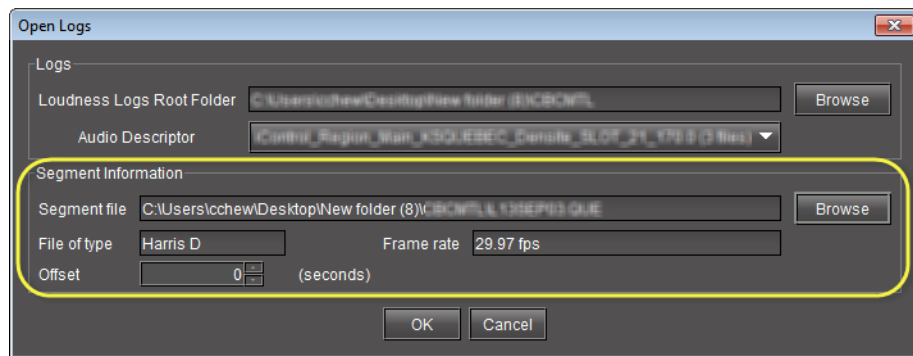 Open Logs
Logs
Loudness Logs Root Folder
Browse
Audio Descriptor
Segment Information
Segment file C:\Users\cchew\Desktop\New folder (8)\
Browse
File of type Harris D Frame rate 29.97 fps
Offset 0 (seconds)
OK Cancel